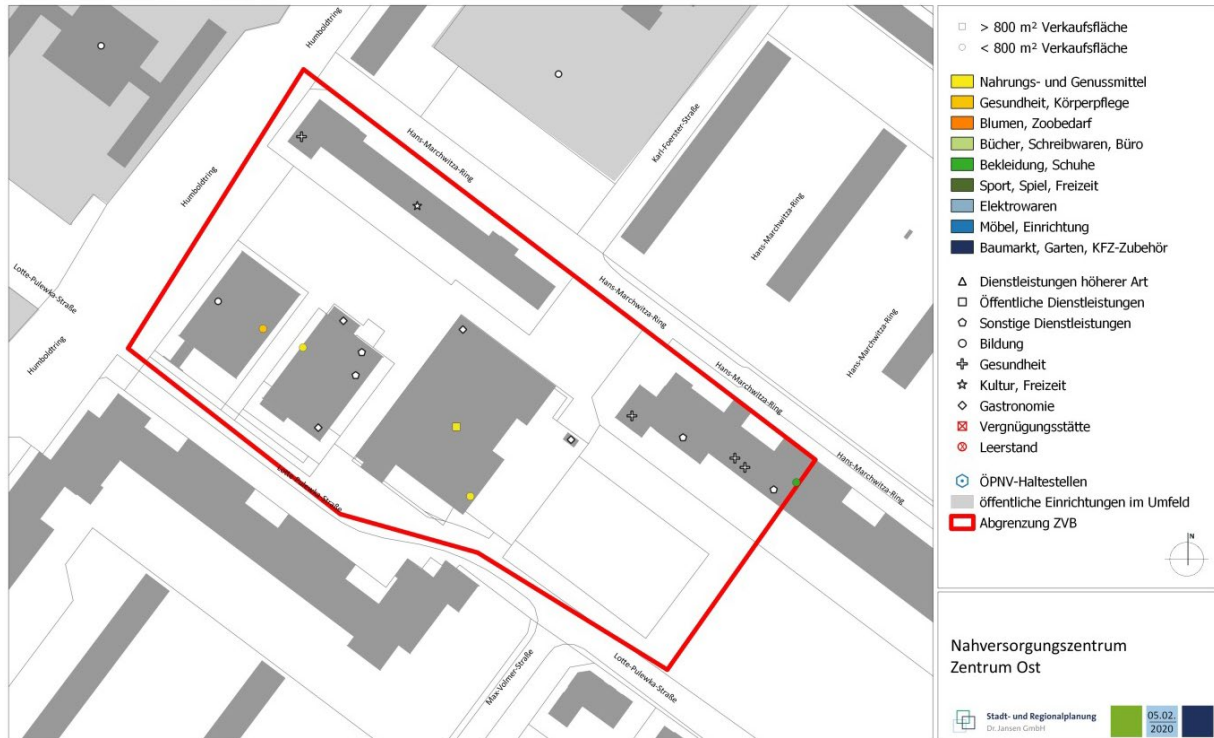 Humboldtring
Hans-Marchwitza-Ring
Karl-Foerster-Straße
Humboldtring
Hans-Marchwitza-Ring
Lotte-Pulewka-Straße
Hans-Marchwitza-Ring
Humboldtring
Hans-Marchwitza-Ring
Hans-Marchwitza-Ring
Hans-Marchwitza-Ring
Lotte-Pulewka-Straße
Max-Volmer-Straße
Lotte-Pulewka-Straße
> 800 m² Verkaufsfläche
< 800 m² Verkaufsfläche
Nahrungs- und Genussmittel
Gesundheit, Körperpflege
Blumen, Zoobedarf
Bücher, Schreibwaren, Büro
Bekleidung, Schuhe
Sport, Spiel, Freizeit
Elektrowaren
Möbel, Einrichtung
Baumarkt, Garten, KFZ-Zubehör
Dienstleistungen höherer Art
Öffentliche Dienstleistungen
Sonstige Dienstleistungen
Bildung
Gesundheit
Kultur, Freizeit
Gastronomie
Vergnügungsstätte
Leerstand
ÖPNV-Haltestellen
öffentliche Einrichtungen im Umfeld
Abgrenzung ZVB
N
Nahversorgungszentrum
Zentrum Ost
Stadt- und Regionalplanung
Dr. Jansen GmbH
05.02.
2020